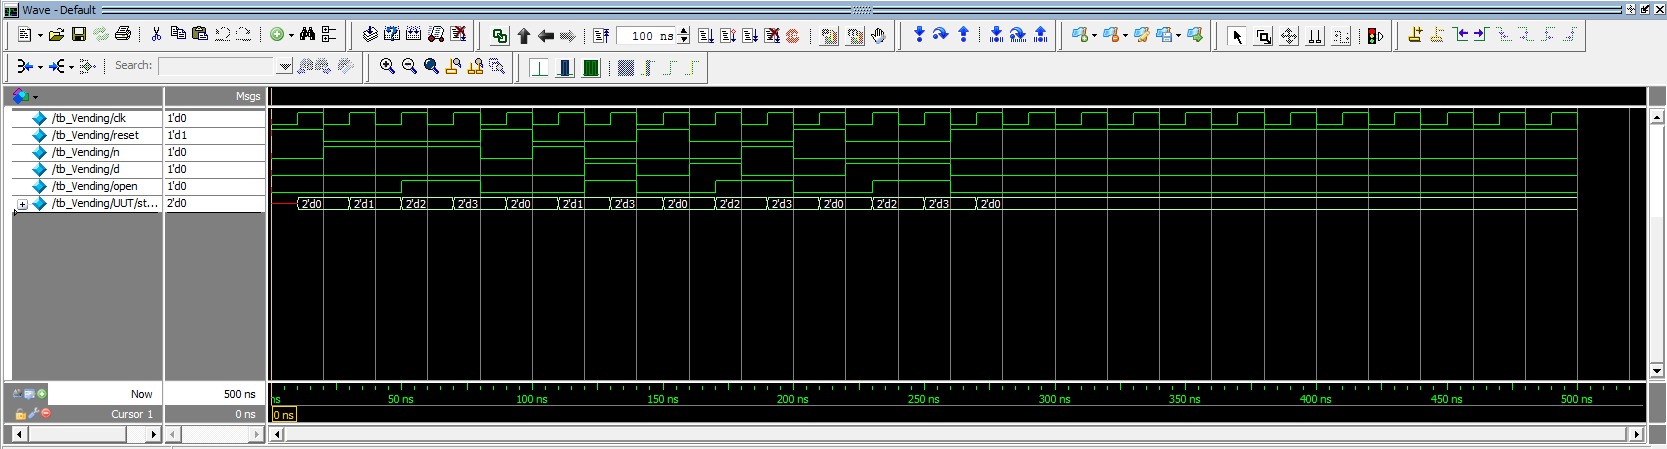 Wave - Default
100 ns
Search:
Msgs
/tb_Vending/clk 1'd0
/tb_Vending/reset 1'd1
/tb_Vending/n 1'd0
/tb_Vending/d 1'd0
/tb_Vending/open 1'd0
/tb_Vending/UUT/st... 2'd0 2'd0 2'd1 2'd2 2'd3 2'd0 2'd1 2'd3 2'd0 2'd2 2'd3 2'd0 2'd2 2'd3 2'd0
Now 500 ns ns 50 ns 100 ns 150 ns 200 ns 250 ns 300 ns 350 ns 400 ns 450 ns 500 ns
Cursor 1 0 ns 0 ns